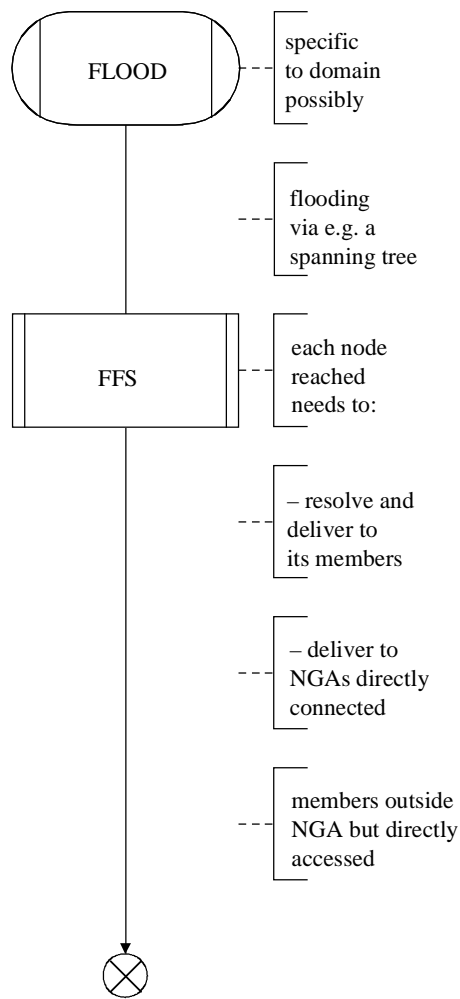 FLOOD
specific
to domain
possibly
flooding
via e.g. a
spanning tree
FFS
each node
reached
needs to:
– resolve and
deliver to
its members
– deliver to
NGAs directly
connected
members outside
NGA but directly
accessed